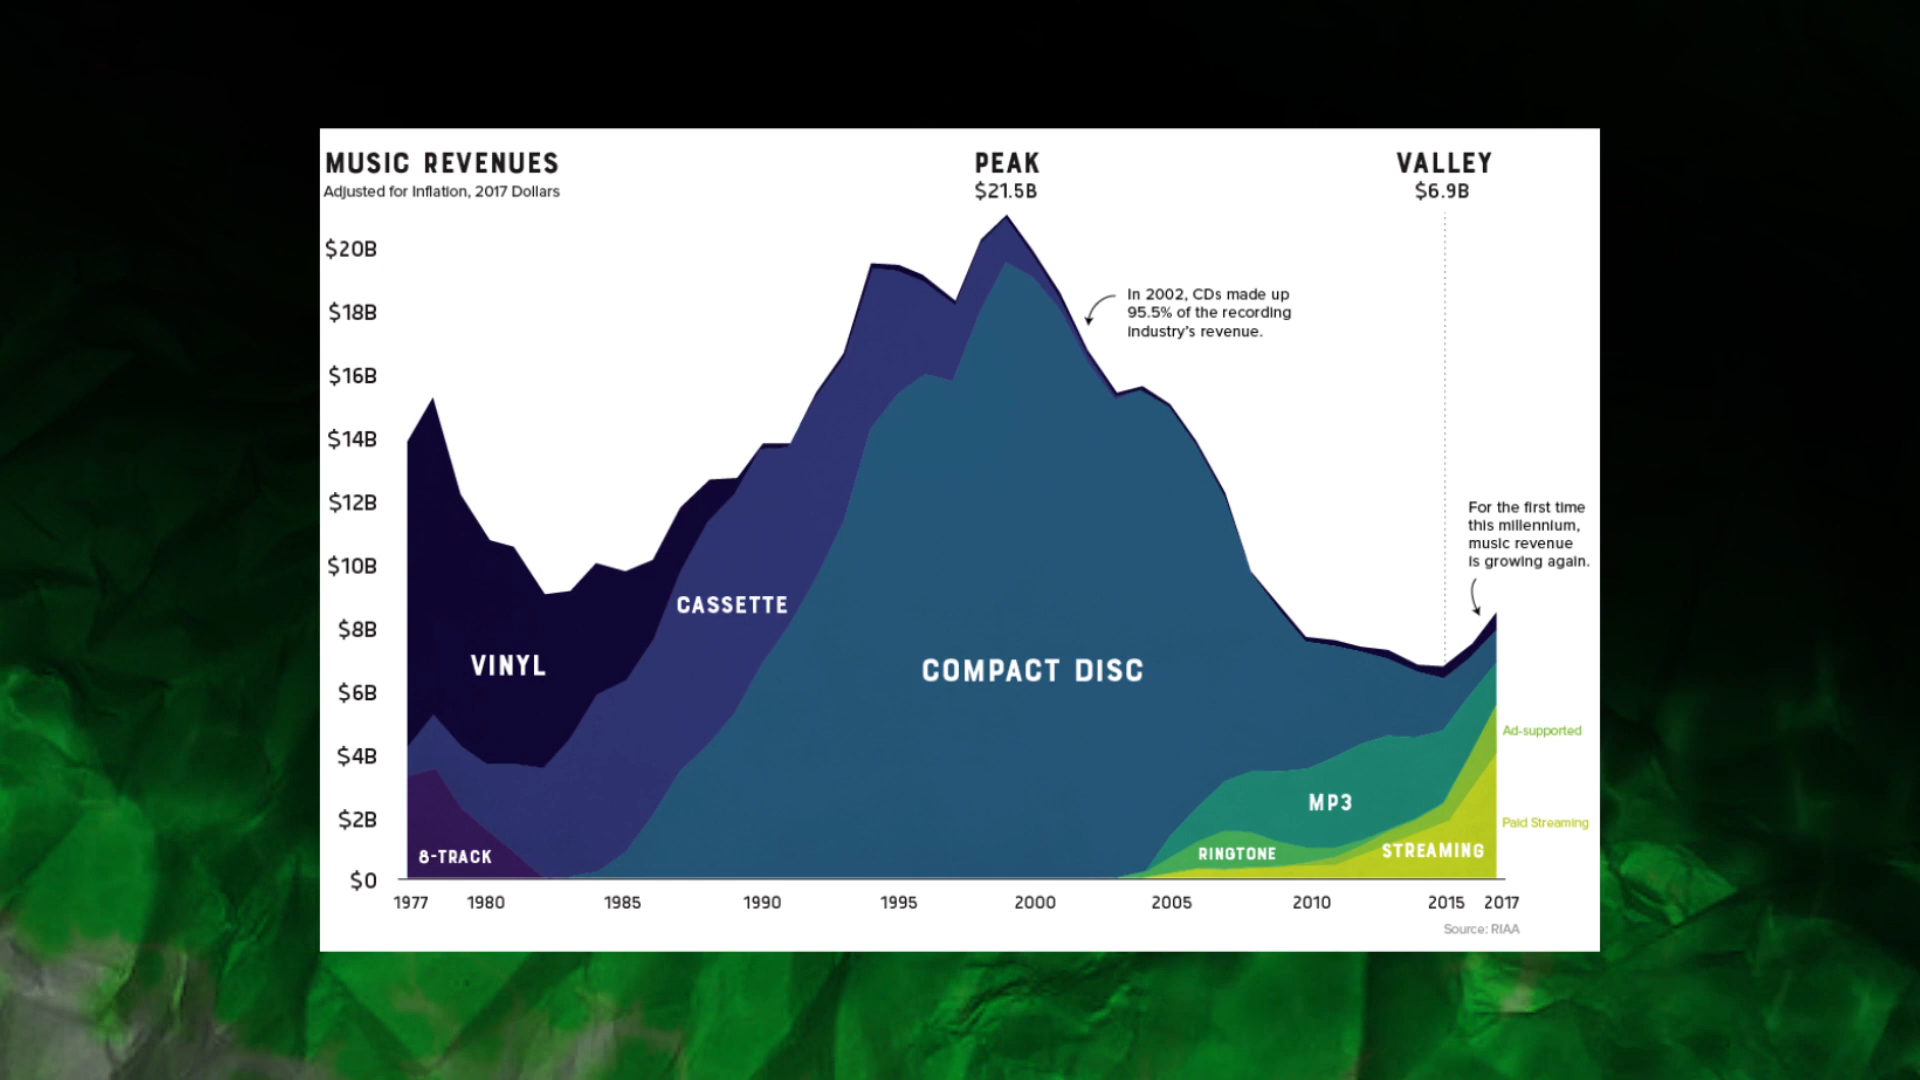 MUSIC REVENUES
Adjusted for Inflation, 2017 Dollars
PEAK
$21.5B
VALLEY
$6.9B
$20B
$18B
$16B
$14B
$12B
$10B
$8B
$6B
$4B
$2B
$0
In 2002, CDs made up
95.5% of the recording
industry's revenue.
For the first time
this millennium,
music revenue
is growing again.
CASSETTE
VINYL
COMPACT DISC
Ad-supported
MP3
Paid Streaming
8-TRACK
RINGTONE
STREAMING
1977 1980 1985 1990 1995 2000 2005 2010 2015 2017
Source: RIAA